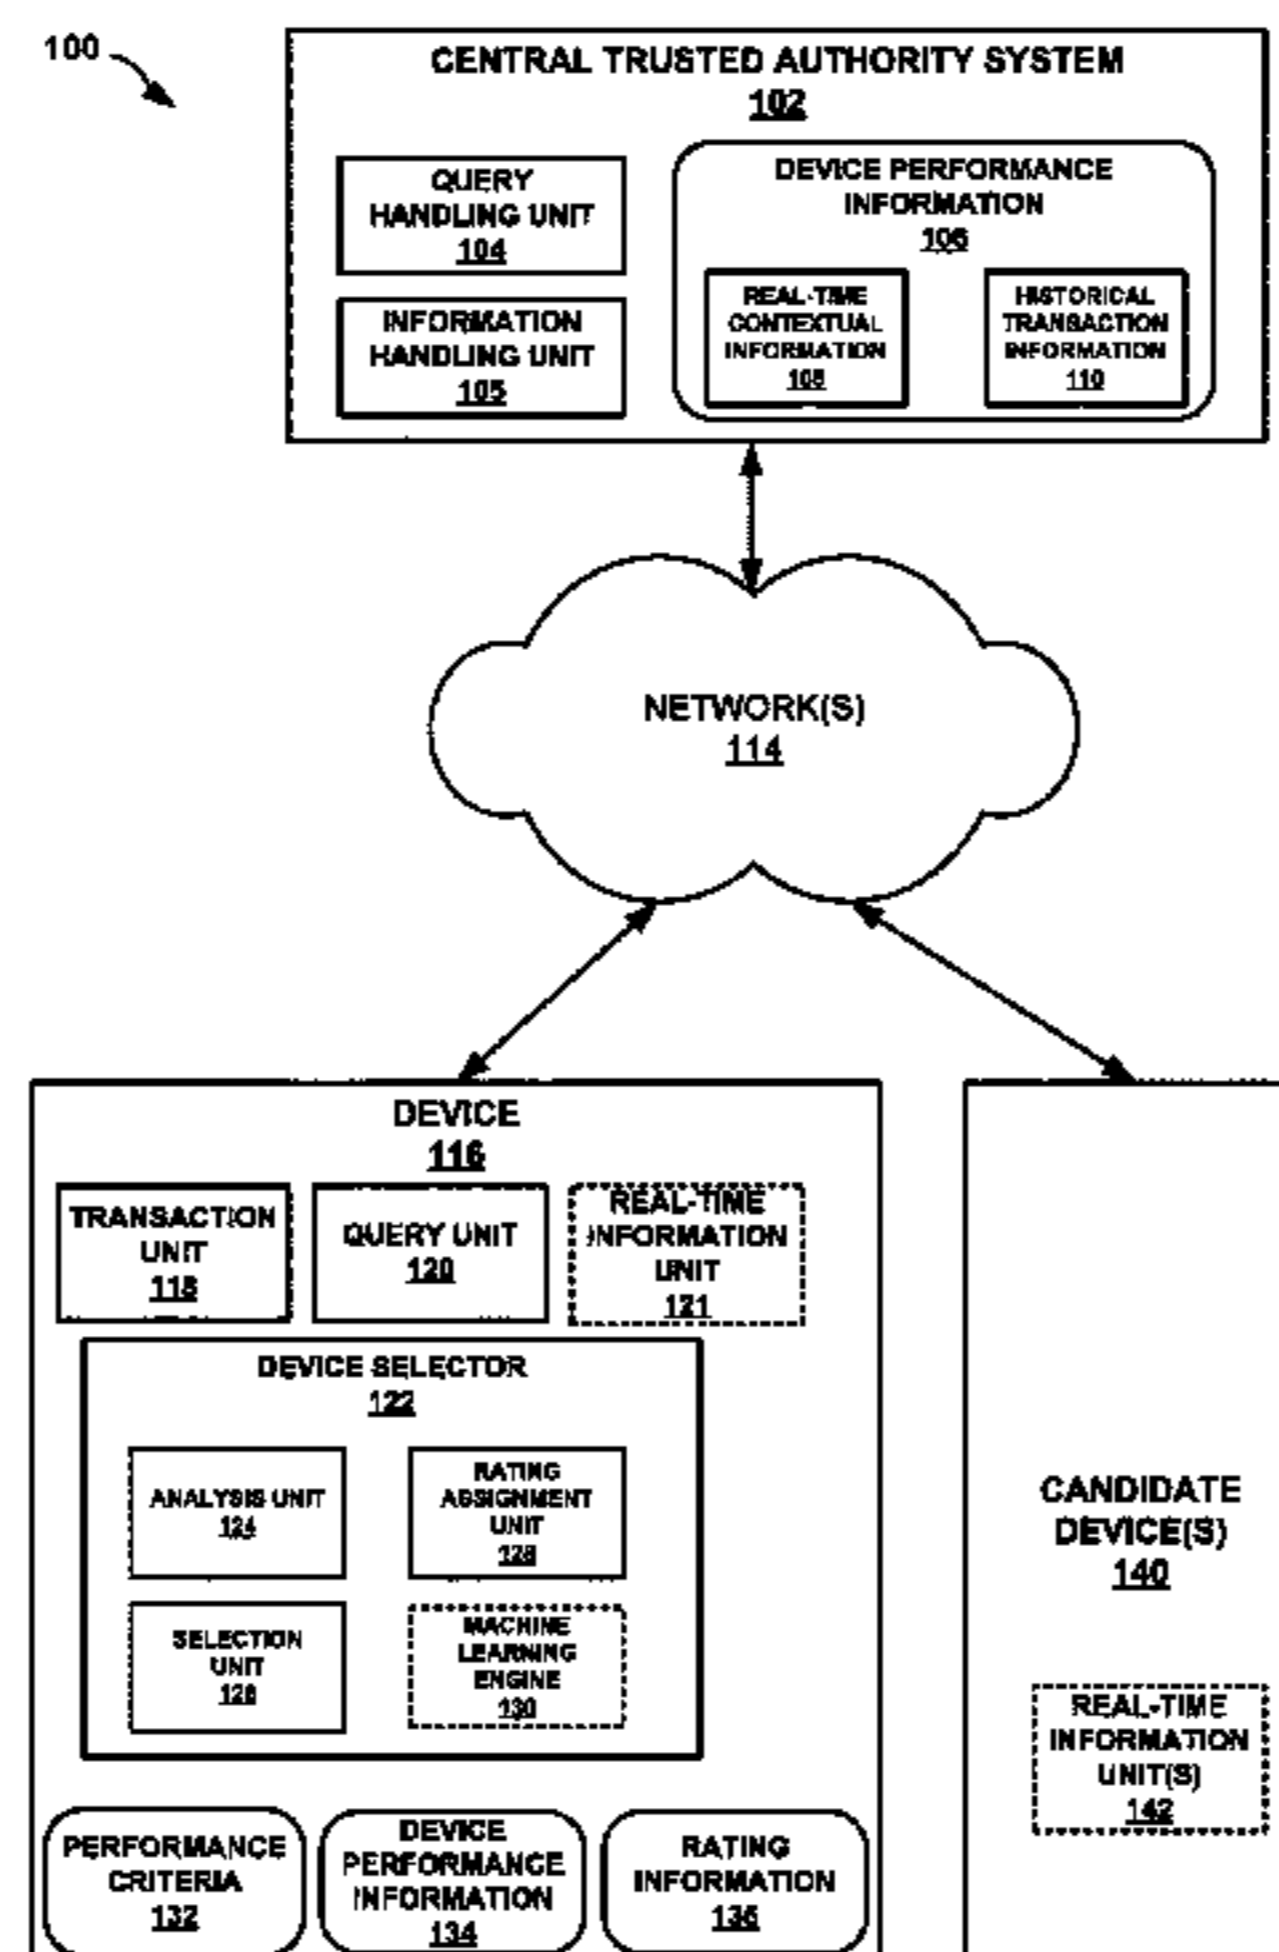 100
CENTRAL TRUSTED AUTHORITY SYSTEM
102
QUERY
HANDLING UNIT
104
INFORMATION
HANDLING UNIT
105
DEVICE PERFORMANCE
INFORMATION
106
REAL-TIME
CONTEXTUAL
INFORMATION
108
HISTORICAL
TRANSACTION
INFORMATION
110
NETWORK(S)
114
DEVICE
116
TRANSACTION
UNIT
118
QUERY UNIT
120
REAL-TIME
INFORMATION
UNIT
121
DEVICE SELECTOR
122
ANALYSIS UNIT
124
RATING
ASSIGNMENT
UNIT
SELECTION
UNIT
MACHINE
LEARNING
ENGINE
130
PERFORMANCE
CRITERIA
132
DEVICE
PERFORMANCE
INFORMATION
134
RATING
INFORMATION
CANDIDATE
DEVICE(S)
140
REAL-TIME
INFORMATION
UNIT(S)
142